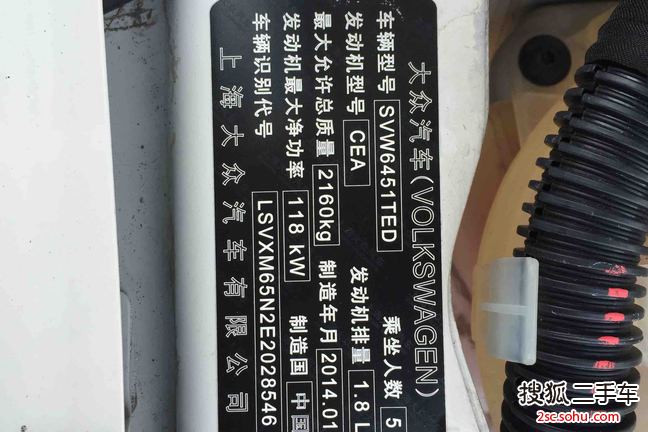 大众汽车(VOLKSWAGEN)
车辆型号 SVW6451TED 乘坐人数 5
发动机型号 CEA 发动机排量 1.8 L
最大允许总质量 2160kg 制造年月 2014.01
发动机最大净功率 118 kW 制造国 中国
车辆识别代号 LSVXM65N2E2028546
上海大众汽车有限公司
搜狐二手车
2sc.sohu.com